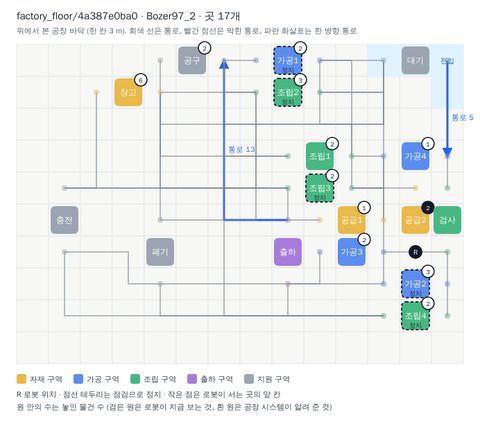 factory_floor/4a387e0ba0 · Bozer97_2 · 곳 17개
위에서 본 공장 바닥 (한 칸 3 m). 회색 선은 통로, 빨간 점선은 막힌 통로, 파란 화살표는 한 방향 통로
공구 2
가공1 2
정지
대기
창고 6
조립2 3
정지
통로 5
통로 13
조립1 2
가공4 1
조립3 2
정지
충전
공급1 1
공급2 2
검사
폐기
출하
가공3 2
R
가공2 3
정지
조립4 2
정지
자재 구역
가공 구역
조립 구역
출하 구역
지원 구역
R 로봇 위치 · 점선 테두리는 점검으로 정지 · 작은 점은 로봇이 서는 곳의 앞 칸
원 안의 수는 놓인 물건 수 (검은 원은 로봇이 지금 보는 것, 흰 원은 공장 시스템이 알려 준 것)